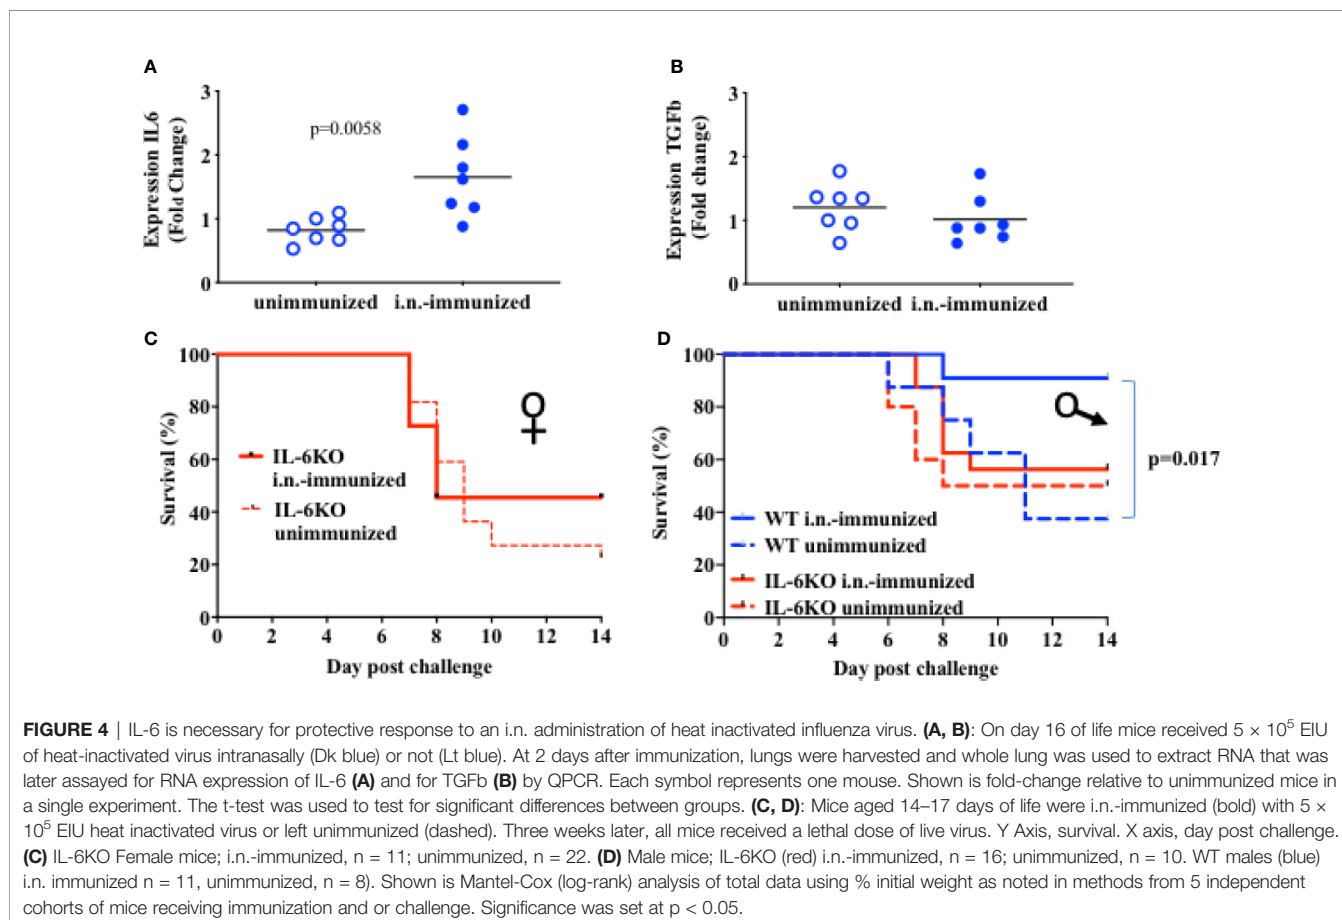 A
B
3
2
1
0
Expression IL6
(Fold Change)
p=0.0058
unimmunized i.n.-immunized
3
2
1
0
Expression TGFb
(Fold change)
unimmunized i.n.-immunized
C
D
100
80
60
40
20
0
Survival (%)
IL-6KO
i.n.-immunized
IL-6KO
unimmunized
0 2 4 6 8 10 12 14
Day post challenge
100
80
60
40
20
0
Survival (%)
WT i.n.-immunized
WT unimmunized
IL-6KO i.n.-immunized
IL-6KO unimmunized
p=0.017
0 2 4 6 8 10 12 14
Day post challenge
FIGURE 4 | IL-6 is necessary for protective response to an i.n. administration of heat inactivated influenza virus. (A, B): On day 16 of life mice received 5 × 10⁵ EIU
of heat-inactivated virus intranasally (Dk blue) or not (Lt blue). At 2 days after immunization, lungs were harvested and whole lung was used to extract RNA that was
later assayed for RNA expression of IL-6 (A) and for TGFb (B) by QPCR. Each symbol represents one mouse. Shown is fold-change relative to unimmunized mice in
a single experiment. The t-test was used to test for significant differences between groups. (C, D): Mice aged 14–17 days of life were i.n.-immunized (bold) with 5 ×
10⁵ EIU heat inactivated virus or left unimmunized (dashed). Three weeks later, all mice received a lethal dose of live virus. Y Axis, survival. X axis, day post challenge.
(C) IL-6KO Female mice; i.n.-immunized, n = 11; unimmunized, n = 22. (D) Male mice; IL-6KO (red) i.n.-immunized, n = 16; unimmunized, n = 10. WT males (blue)
i.n. immunized n = 11, unimmunized, n = 8). Shown is Mantel-Cox (log-rank) analysis of total data using % initial weight as noted in methods from 5 independent
cohorts of mice receiving immunization and or challenge. Significance was set at p < 0.05.